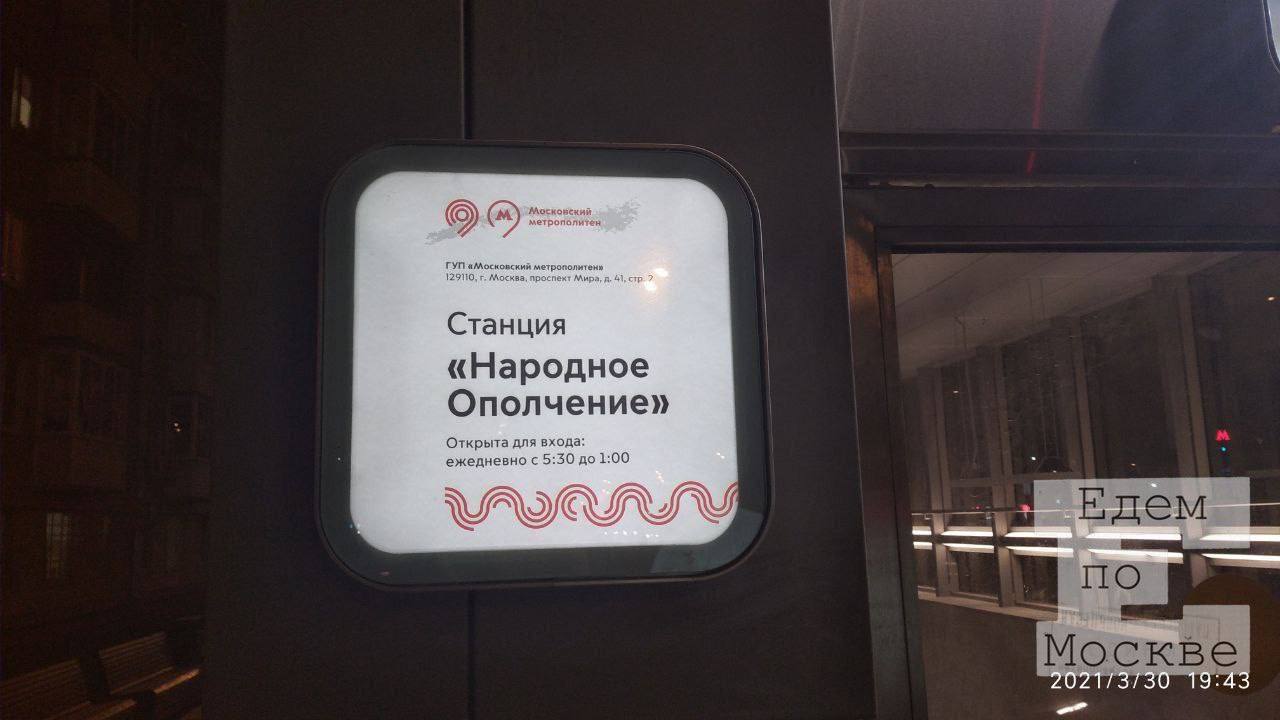 Московский
метрополитен
ГУП «Московский метрополитен»
129110, г. Москва, проспект Мира, д. 41, стр. 2
Станция
«Народное
Ополчение»
Открыта для входа:
ежедневно с 5:30 до 1:00
М
Едем
по
Москве
2021/3/30 19:43